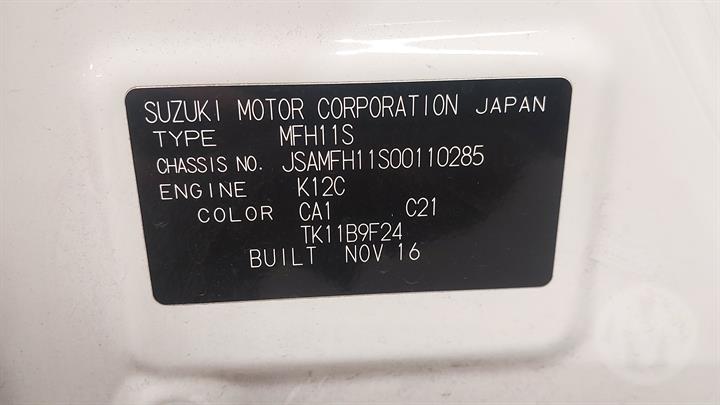 SUZUKI MOTOR CORPORATION JAPAN
TYPE MFH11S
CHASSIS NO. JSAMFH11S00110285
ENGINE K12C
COLOR CA1 C21
TK11B9F24
BUILT NOV 16